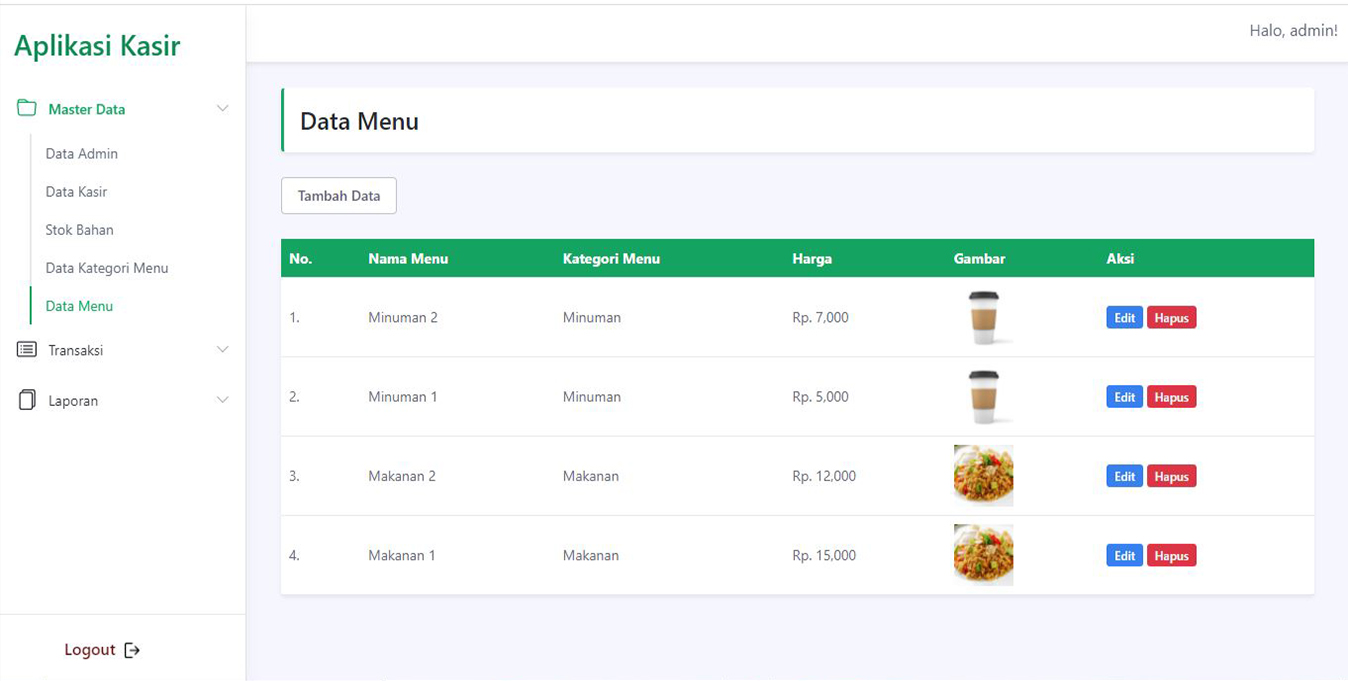 Aplikasi Kasir
Halo, admin!
Master Data
Data Admin
Data Kasir
Stok Bahan
Data Kategori Menu
Data Menu
Transaksi
Laporan
Logout
Data Menu
Tambah Data
No. Nama Menu Kategori Menu Harga Gambar Aksi
1. Minuman 2 Minuman Rp. 7,000 Edit Hapus
2. Minuman 1 Minuman Rp. 5,000 Edit Hapus
3. Makanan 2 Makanan Rp. 12,000 Edit Hapus
4. Makanan 1 Makanan Rp. 15,000 Edit Hapus